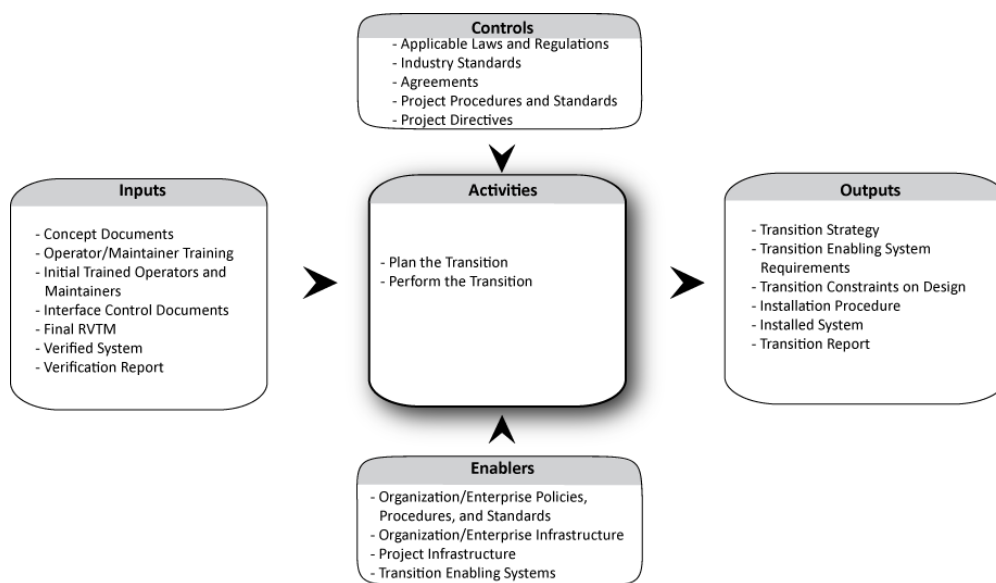 Controls
- Applicable Laws and Regulations
- Industry Standards
- Agreements
- Project Procedures and Standards
- Project Directives
Inputs
- Concept Documents
- Operator/Maintainer Training
- Initial Trained Operators and
Maintainers
- Interface Control Documents
- Final RVTM
- Verified System
- Verification Report
Activities
- Plan the Transition
- Perform the Transition
Outputs
- Transition Strategy
- Transition Enabling System
Requirements
- Transition Constraints on Design
- Installation Procedure
- Installed System
- Transition Report
Enablers
- Organization/Enterprise Policies,
Procedures, and Standards
- Organization/Enterprise Infrastructure
- Project Infrastructure
- Transition Enabling Systems